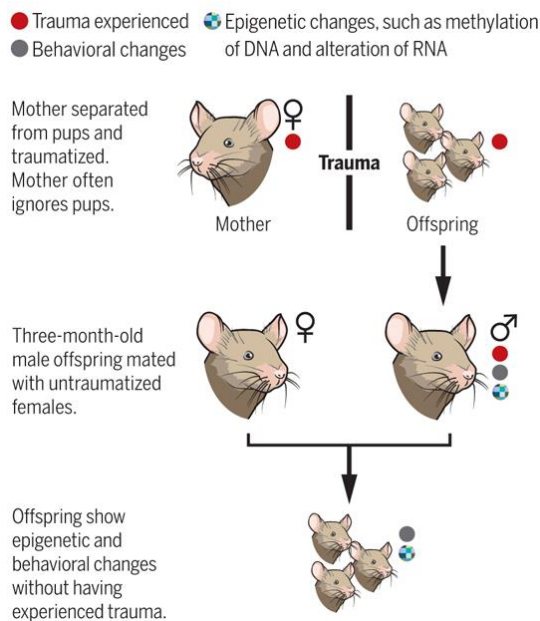 Trauma experienced
Behavioral changes
Epigenetic changes, such as methylation
of DNA and alteration of RNA
Mother separated
from pups and
traumatized.
Mother often
ignores pups.
♀
Trauma
Mother
Offspring
Three-month-old
male offspring mated
with untraumatized
females.
♀
♂
Offspring show
epigenetic and
behavioral changes
without having
experienced trauma.